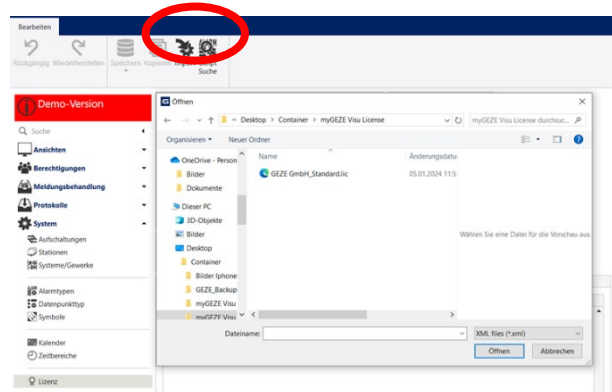 Bearbeiten
Rückgängig Wiederherstellen Speichern Kopieren Import Script
Suche
Demo-Version
Suche
Ansichten
Berechtigungen
Meldungsbehandlung
Protokolle
System
Aufschaltungen
Stationen
Systeme/Gewerke
Alarmtypen
Datenpunkttyp
Symbole
Kalender
Zeitbereiche
Lizenz
Öffnen
« Desktop > Container > myGEZE Visu License
myGEZE Visu License durchsuc...
Organisieren Neuer Ordner
OneDrive - Person
Bilder
Dokumente
Dieser PC
3D-Objekte
Bilder
Desktop
Container
Bilder Iphone
GEZE_Backup
myGEZE Visu
myGEZE Visu
Name Änderungsdatu
GEZE GmbH_Standard.lic 05.01.2024 11:5
Wählen Sie eine Datei für die Vorschau aus.
Dateiname:
XML files (*.xml)
Öffnen Abbrechen